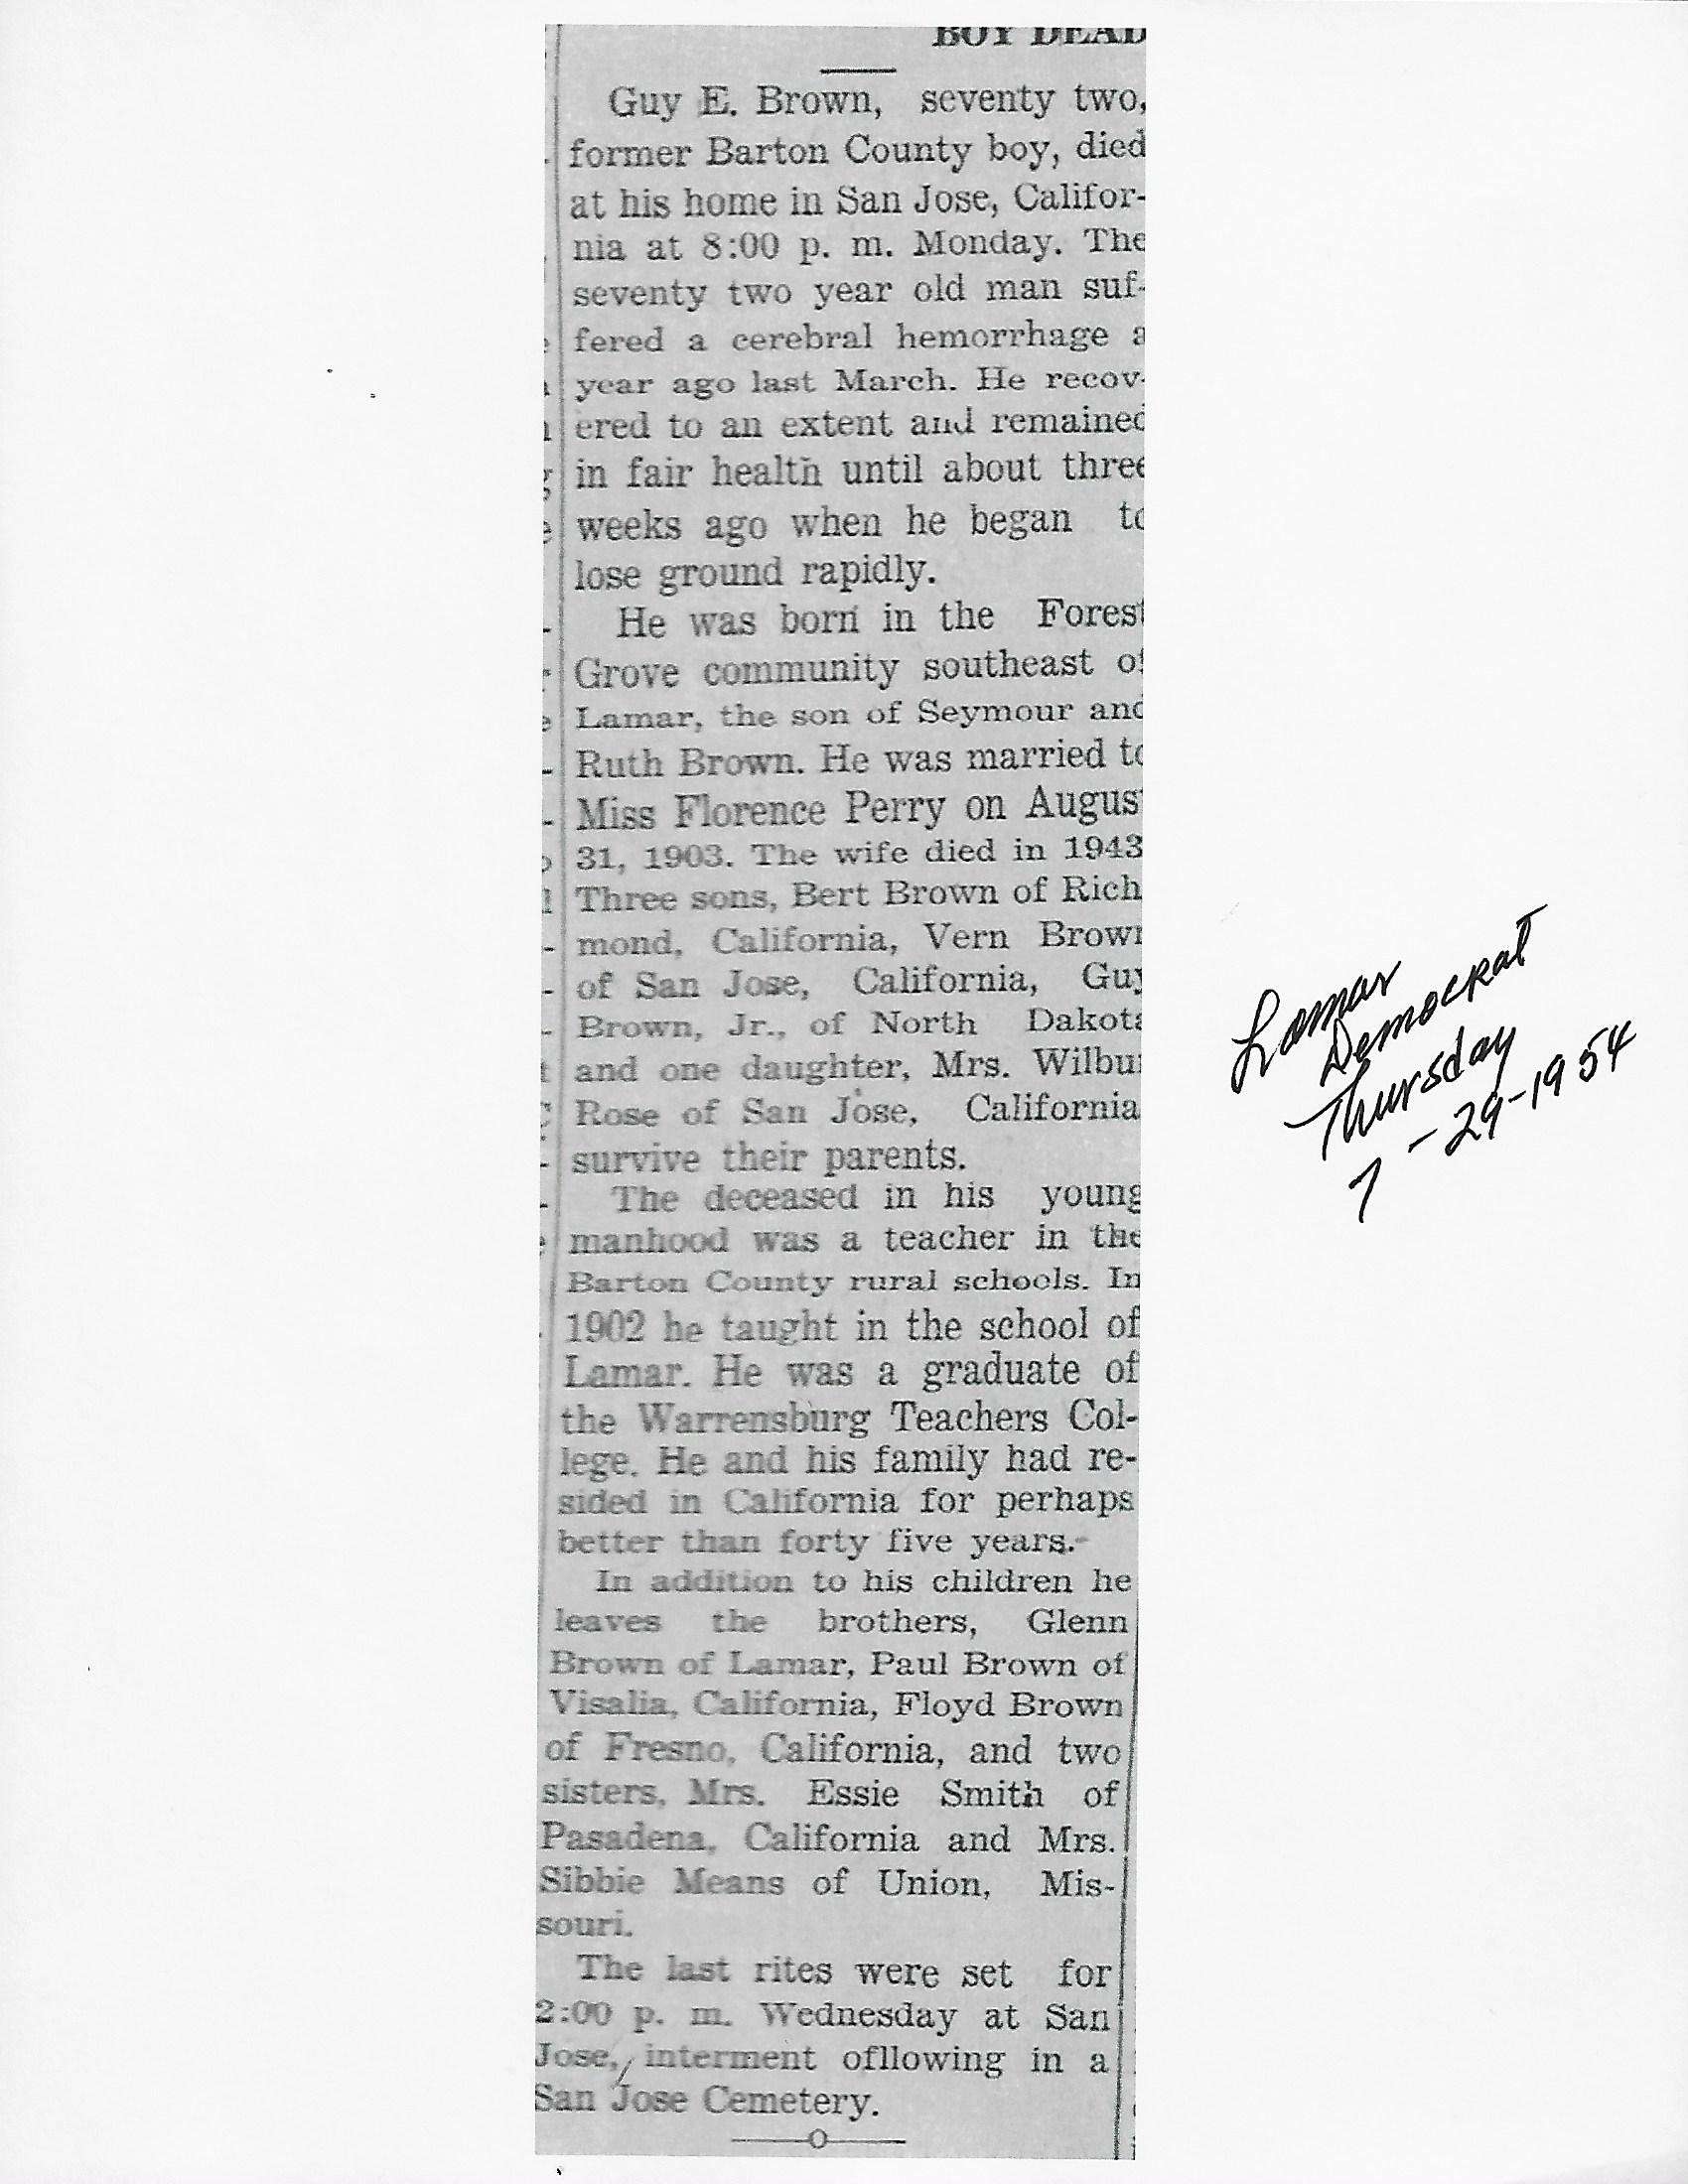 BOY DEAD
Guy E. Brown, seventy two,
former Barton County boy, died
at his home in San Jose, Califor-
nia at 8:00 p. m. Monday. The
seventy two year old man suf-
fered a cerebral hemorrhage a
year ago last March. He recov-
ered to an extent and remained
in fair health until about three
weeks ago when he began to
lose ground rapidly.
He was born in the Forest
Grove community southeast of
Lamar, the son of Seymour and
Ruth Brown. He was married to
Miss Florence Perry on August
31, 1903. The wife died in 1943
Three sons, Bert Brown of Rich
mond, California, Vern Brown
of San Jose, California, Guy
Brown, Jr., of North Dakota
and one daughter, Mrs. Wilbur
Rose of San Jose, California
survive their parents.
The deceased in his young
manhood was a teacher in the
Barton County rural schools. In
1902 he taught in the school of
Lamar. He was a graduate of
the Warrensburg Teachers Col-
lege. He and his family had re-
sided in California for perhaps
better than forty five years.
In addition to his children he
leaves the brothers, Glenn
Brown of Lamar, Paul Brown of
Visalia, California, Floyd Brown
of Fresno, California, and two
sisters, Mrs. Essie Smith of
Pasadena, California and Mrs.
Sibbie Means of Union, Mis-
souri.
The last rites were set for
2:00 p. m. Wednesday at San
Jose, interment ofllowing in a
San Jose Cemetery.
Lamar
Democrat
Thursday
7-29-1954